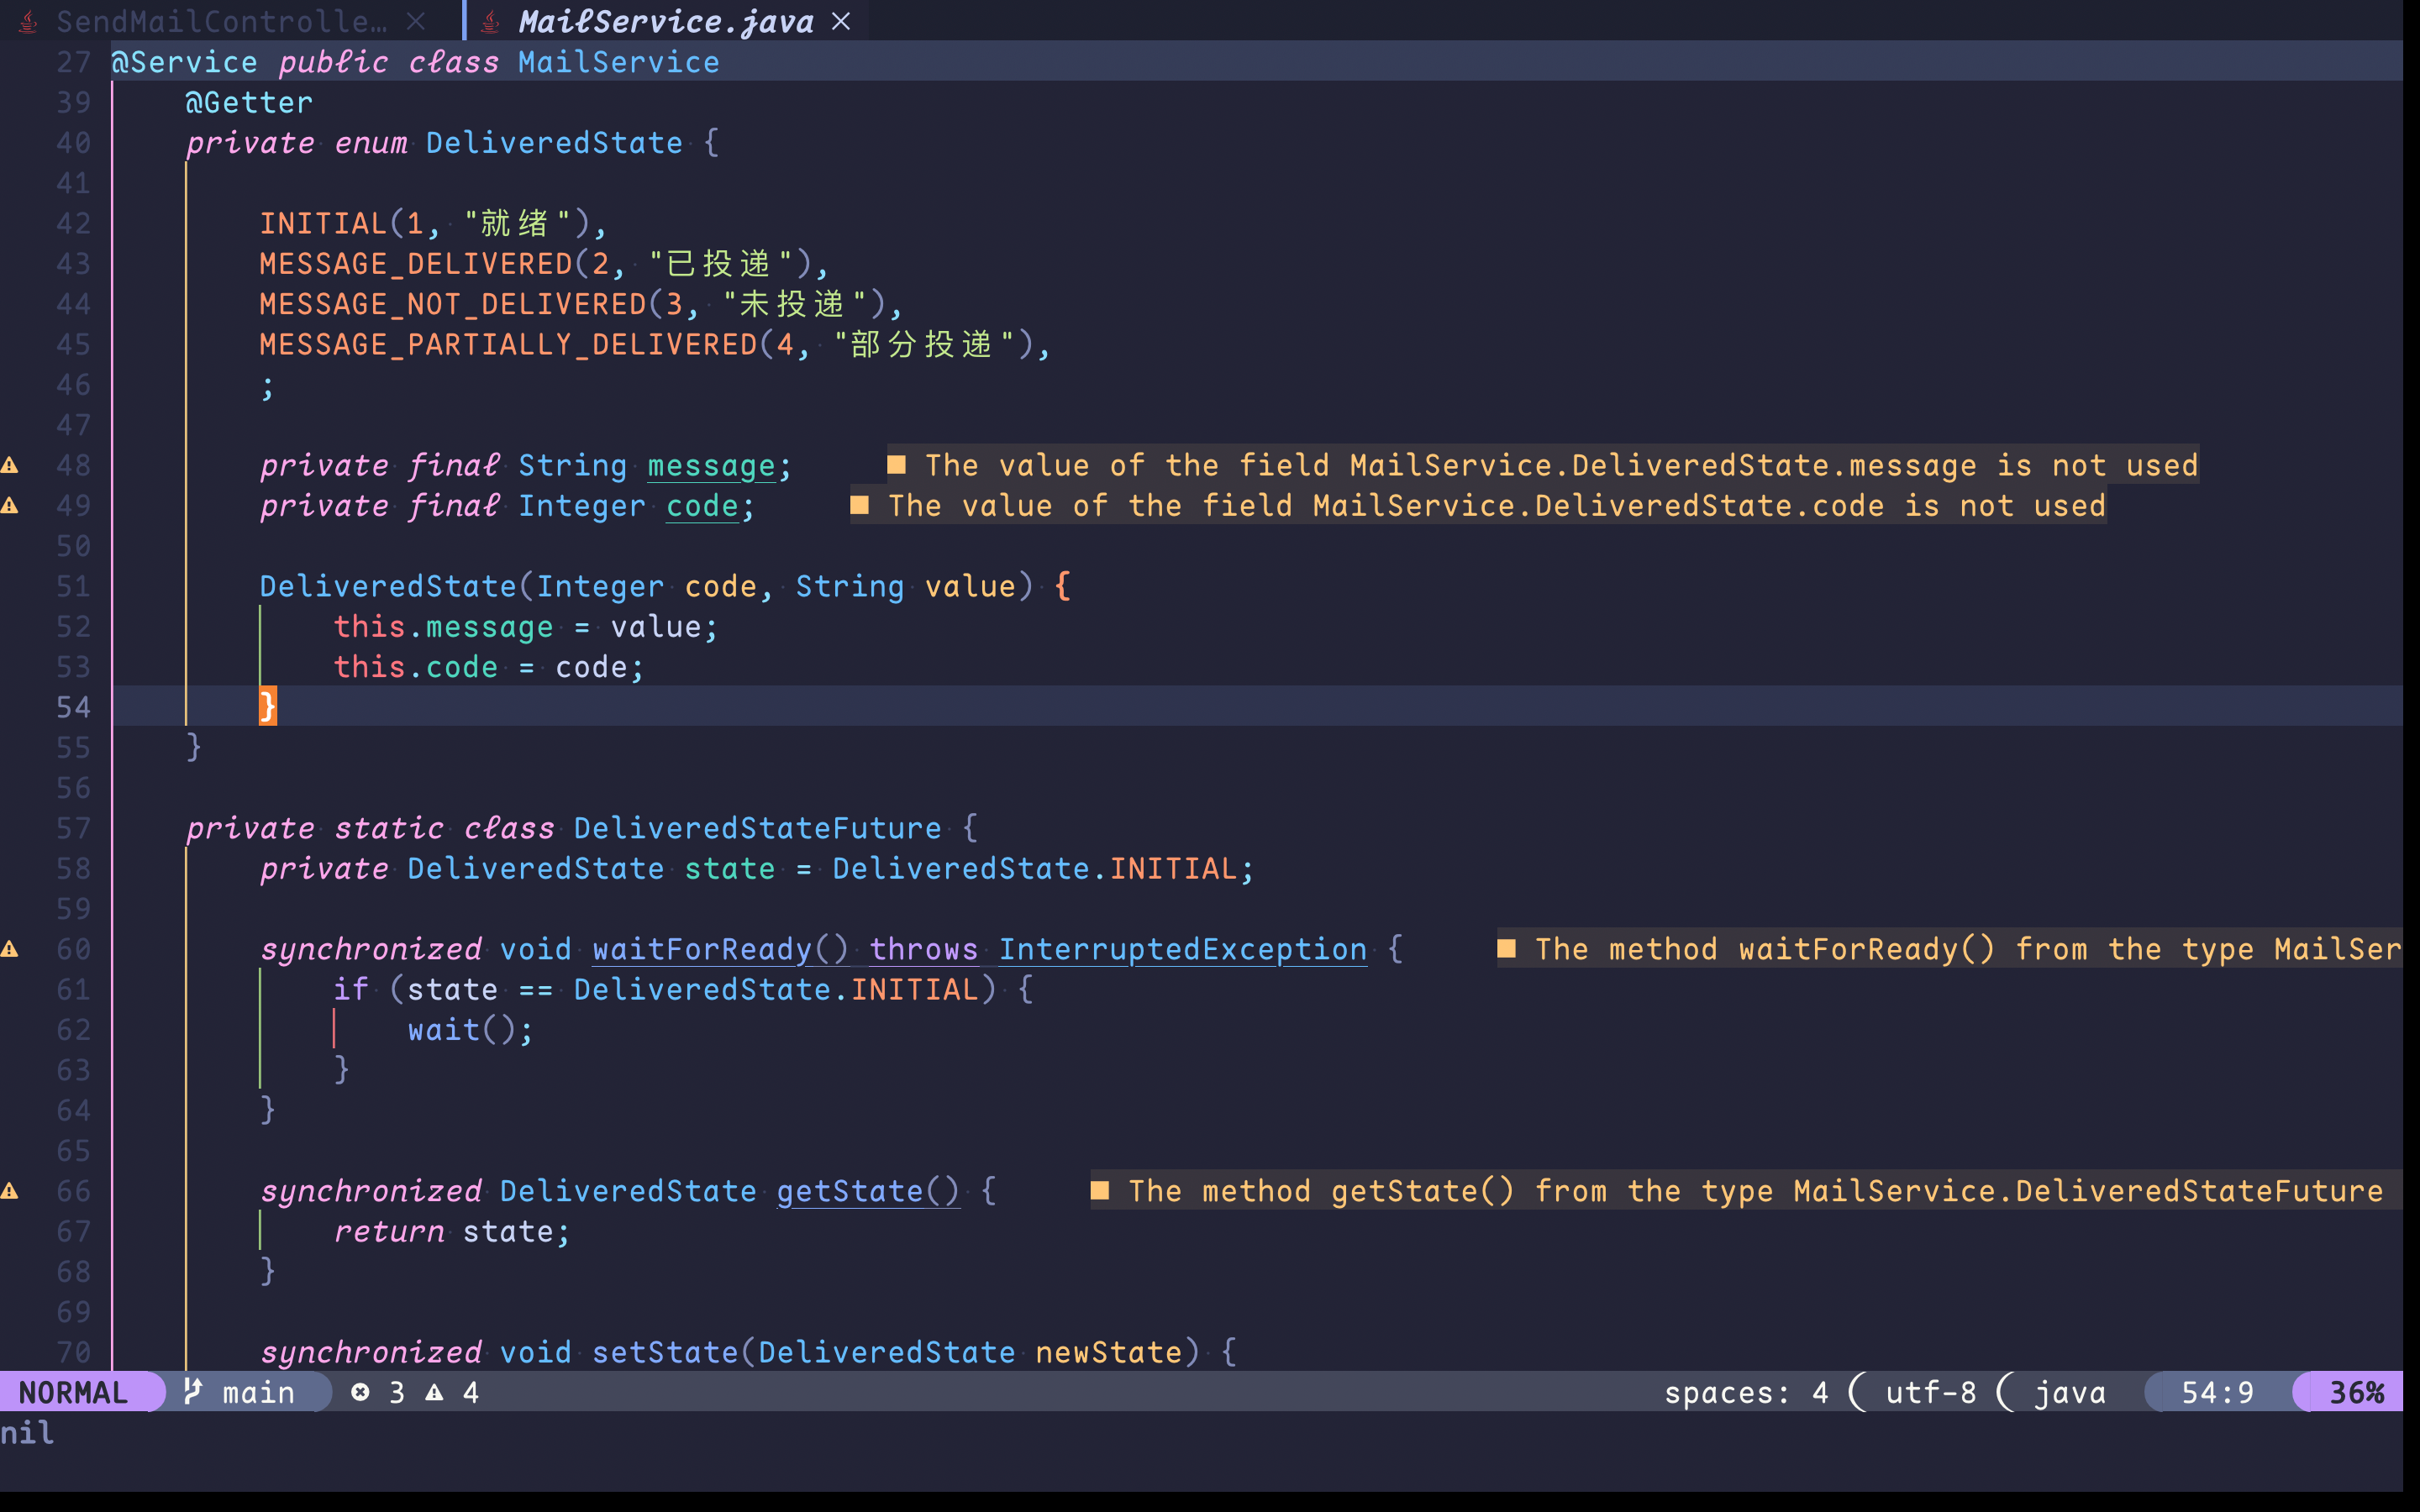 SendMailControlle… × MailService.java ×
27 @Service public class MailService
39 @Getter
40 private enum DeliveredState {
41
42 INITIAL(1, "就绪"),
43 MESSAGE_DELIVERED(2, "已投递"),
44 MESSAGE_NOT_DELIVERED(3, "未投递"),
45 MESSAGE_PARTIALLY_DELIVERED(4, "部分投递"),
46 ;
47
48 private final String message; ■ The value of the field MailService.DeliveredState.message is not used
49 private final Integer code; ■ The value of the field MailService.DeliveredState.code is not used
50
51 DeliveredState(Integer code, String value) {
52 this.message = value;
53 this.code = code;
54 }
55 }
56
57 private static class DeliveredStateFuture {
58 private DeliveredState state = DeliveredState.INITIAL;
59
60 synchronized void waitForReady() throws InterruptedException { ■ The method waitForReady() from the type MailSer
61 if (state == DeliveredState.INITIAL) {
62 wait();
63 }
64 }
65
66 synchronized DeliveredState getState() { ■ The method getState() from the type MailService.DeliveredStateFuture
67 return state;
68 }
69
70 synchronized void setState(DeliveredState newState) {
NORMAL main 3 4 spaces: 4 ( utf-8 ( java 54:9 36%
nil